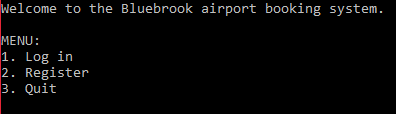 Welcome to the Bluebrook airport booking system.
MENU:
1. Log in
2. Register
3. Quit